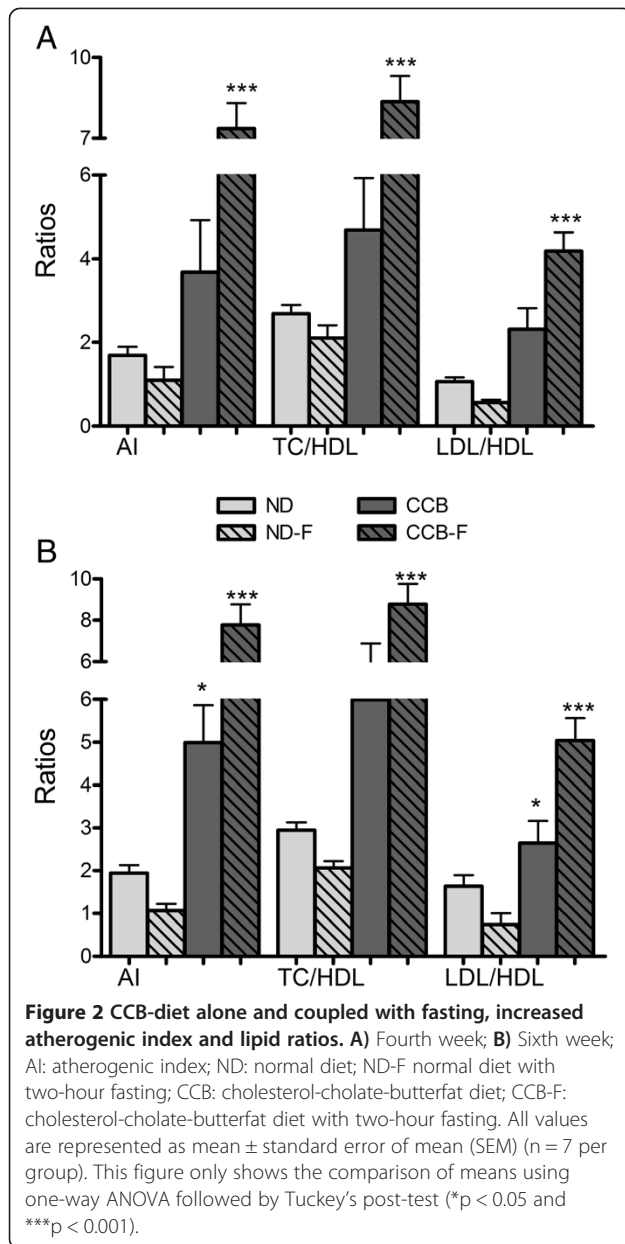 A
10
***
***
7
6
***
4
2
0
Ratios
AI TC/HDL LDL/HDL
ND CCB
ND-F CCB-F
B
10
***
***
8
6
6
*
***
5
4
3
*
2
1
0
Ratios
AI TC/HDL LDL/HDL
Figure 2 CCB-diet alone and coupled with fasting, increased
atherogenic index and lipid ratios. A) Fourth week; B) Sixth week;
AI: atherogenic index; ND: normal diet; ND-F normal diet with
two-hour fasting; CCB: cholesterol-cholate-butterfat diet; CCB-F:
cholesterol-cholate-butterfat diet with two-hour fasting. All values
are represented as mean ± standard error of mean (SEM) (n = 7 per
group). This figure only shows the comparison of means using
one-way ANOVA followed by Tuckey's post-test (*p < 0.05 and
***p < 0.001).